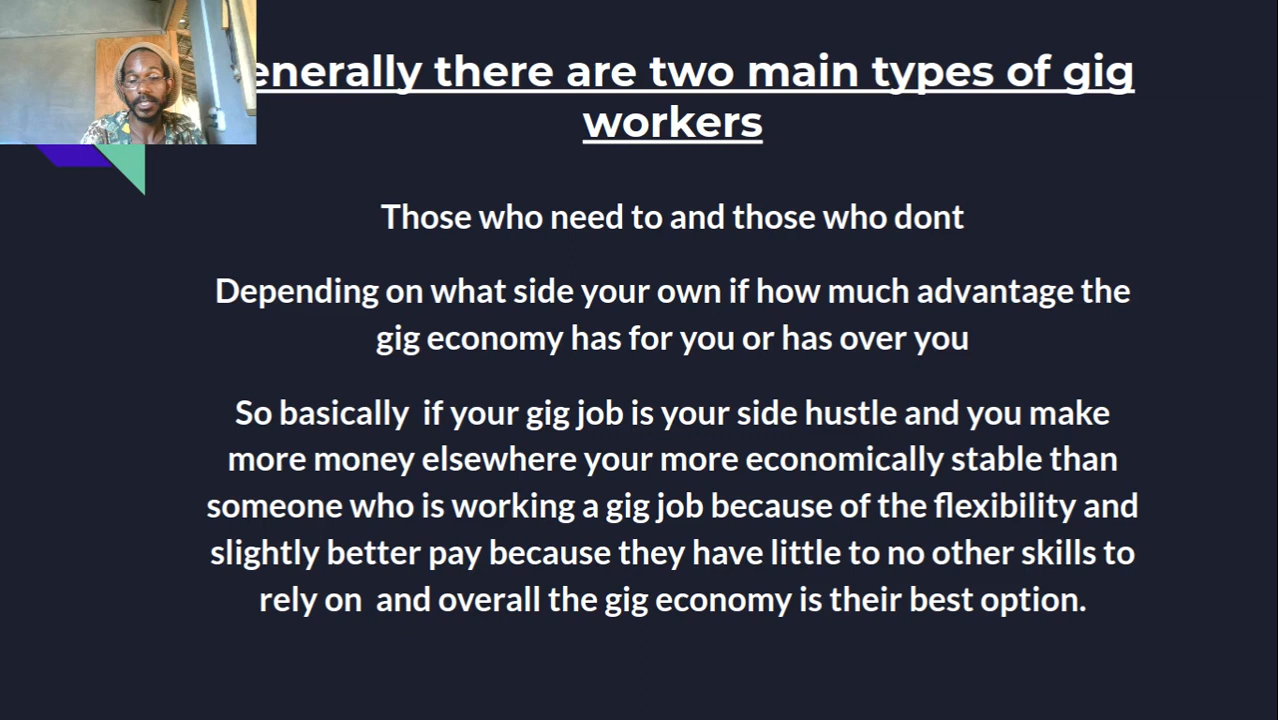 enerally there are two main types of gig
workers
Those who need to and those who dont
Depending on what side your own if how much advantage the
gig economy has for you or has over you
So basically  if your gig job is your side hustle and you make
more money elsewhere your more economically stable than
someone who is working a gig job because of the flexibility and
slightly better pay because they have little to no other skills to
rely on  and overall the gig economy is their best option.